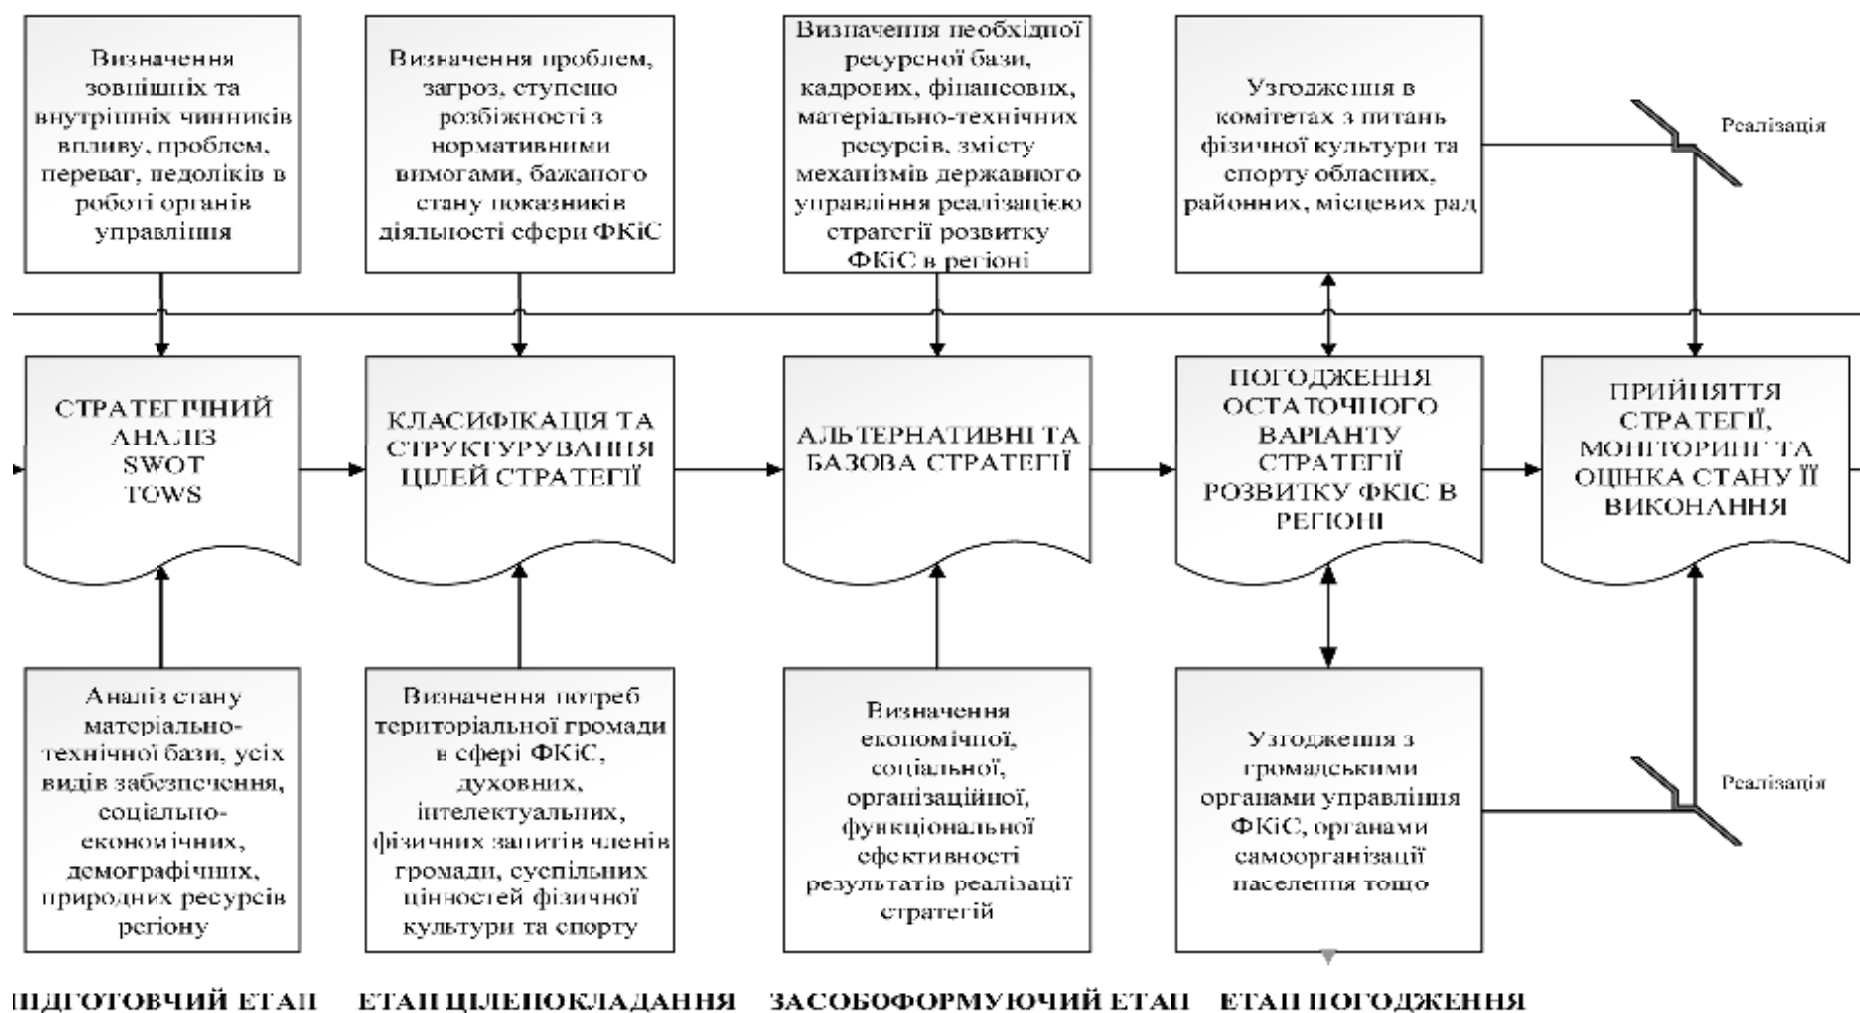 Визначення
зовнішніх та
внутрішніх чинників
впливу, проблем,
переваг, недоліків в
роботі органів
управління
Визначення проблем,
загроз, ступеню
розбіжності з
нормативними
вимогами, бажаного
стану показників
діяльності сфери ФКіС
Визначення необхідної
ресурсної бази,
кадрових, фінансових,
матеріально-технічних
ресурсів, змісту
механізмів державного
управління реалізацією
стратегії розвитку
ФКіС в регіоні
Узгодження в
комітетах з питань
фізичної культури та
спорту обласних,
районних, місцевих рад
Реалізація
СТРАТЕГІЧНИЙ
АНАЛІЗ
SWOT
TOWS
КЛАСИФІКАЦІЯ ТА
СТРУКТУРУВАННЯ
ЦІЛЕЙ СТРАТЕГІЇ
АЛЬТЕРНАТИВНІ ТА
БАЗОВА СТРАТЕГІЇ
ПОГОДЖЕННЯ
ОСТАТОЧНОГО
ВАРІАНТУ
СТРАТЕГІЇ
РОЗВИТКУ ФКІС В
РЕГІОНІ
ПРИЙНЯТТЯ
СТРАТЕГІЇ,
МОНІТОРИНГ ТА
ОЦІНКА СТАНУ ЇЇ
ВИКОНАННЯ
Аналіз стану
матеріально-
технічної бази, усіх
видів забезпечення,
соціально-
економічних,
демографічних,
природних ресурсів
регіону
Визначення потреб
територіальної громади
в сфері ФКіС,
духовних,
інтелектуальних,
фізичних запитів членів
громади, суспільних
цінностей фізичної
культури та спорту
Визначення
економічної,
соціальної,
організаційної,
функціональної
ефективності
результатів реалізації
стратегій
Узгодження з
громадськими
органами управління
ФКіС, органами
самоорганізації
населення тощо
Реалізація
ПІДГОТОВЧИЙ ЕТАП
ЕТАП ЦІЛЕПОКЛАДАННЯ
ЗАСОБОФОРМУЮЧИЙ ЕТАП
ЕТАП ПОГОДЖЕННЯ